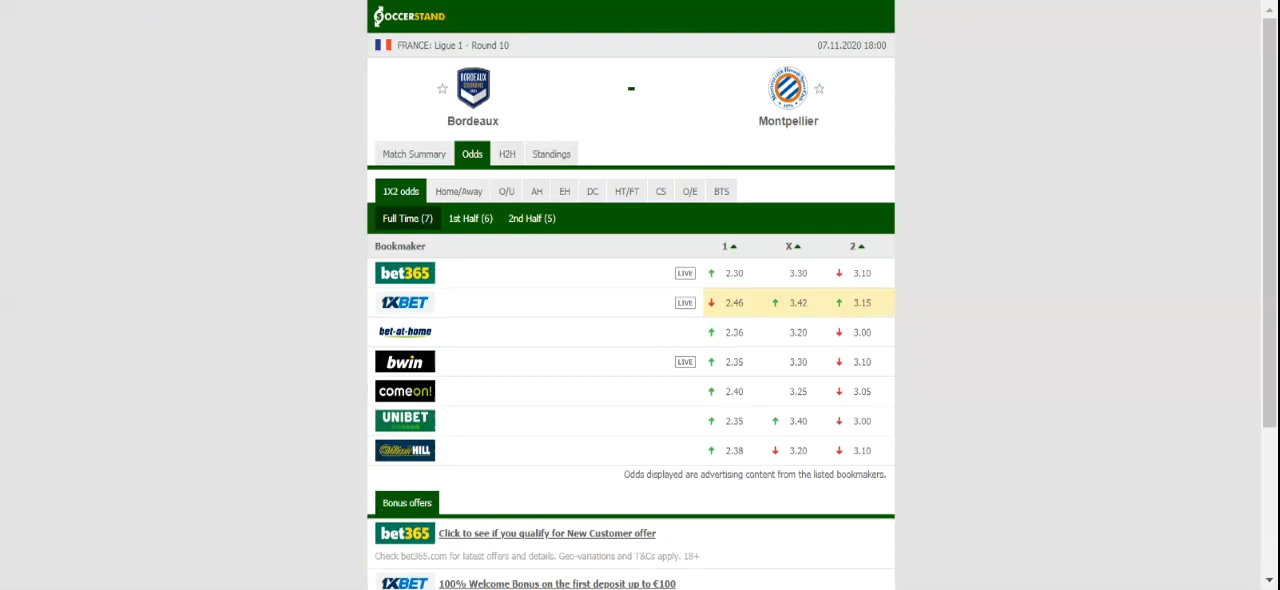 SOCCERSTAND
FRANCE: Ligue 1 - Round 10 07.11.2020 18:00
BORDEAUX
-
Bordeaux Montpellier
Match Summary Odds H2H Standings
1X2 odds Home/Away O/U AH EH DC HT/FT CS O/E BTS
Full Time (7) 1st Half (6) 2nd Half (5)
Bookmaker 1 X 2
bet365 LIVE 2.30 3.30 3.10
1XBET LIVE 2.46 3.42 3.15
bet-at-home 2.36 3.20 3.00
bwin LIVE 2.35 3.30 3.10
comeon! 2.40 3.25 3.05
UNIBET 2.35 3.40 3.00
William HILL 2.38 3.20 3.10
Odds displayed are advertising content from the listed bookmakers.
Bonus offers
bet365 Click to see if you qualify for New Customer offer
Check bet365.com for latest offers and details. Geo-variations and T&Cs apply. 18+
1XBET 100% Welcome Bonus on the first deposit up to €100